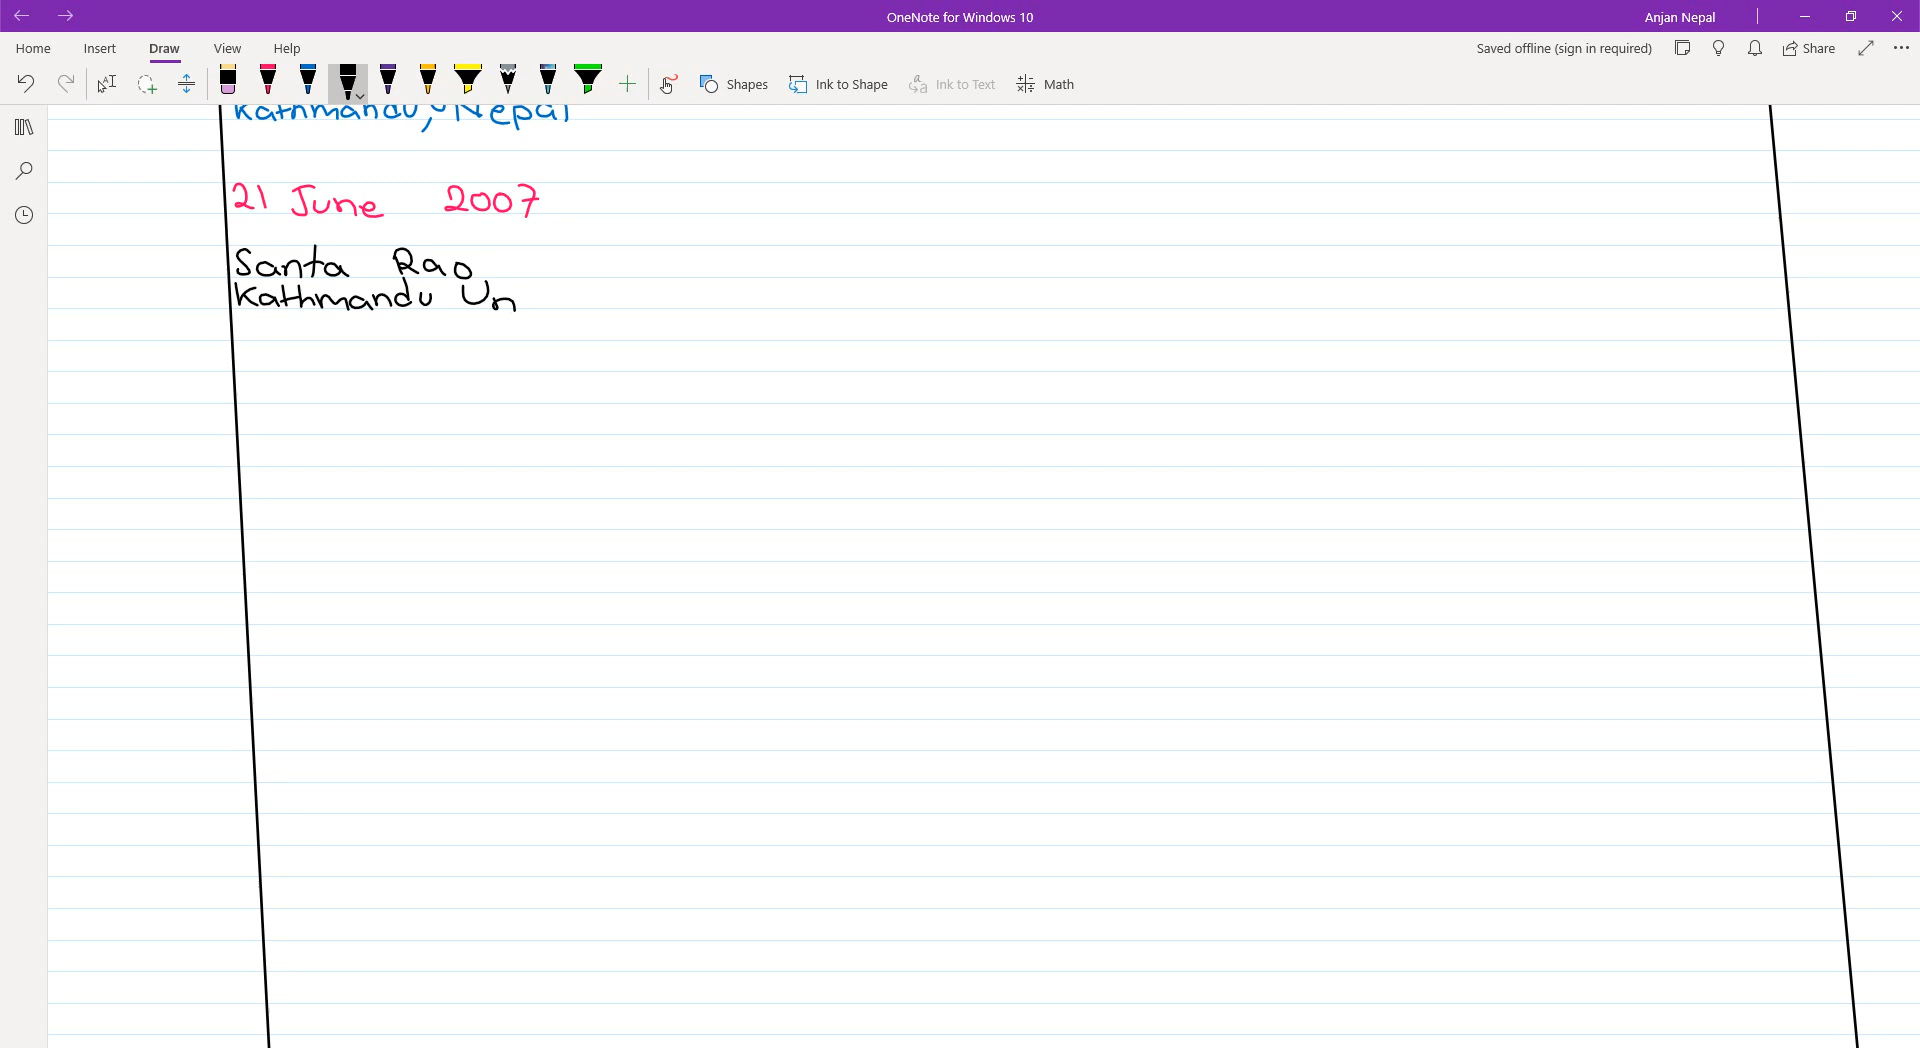 OneNote for Windows 10
Anjan Nepal
Home Insert Draw View Help
Saved offline (sign in required)
Share
Shapes
Ink to Shape
Ink to Text
Math
Kathmandu, Nepal
21 June 2007
Santa Rao
Kathmandu Un